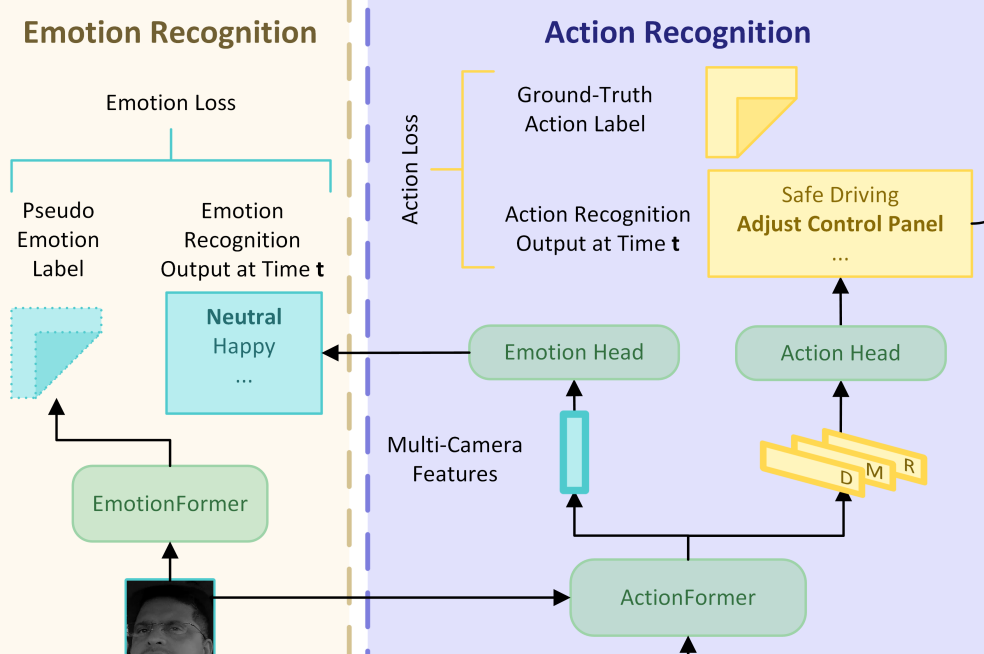 Emotion Recognition
Emotion Loss
Pseudo
Emotion
Label
Emotion
Recognition
Output at Time t
Neutral
Happy
...
EmotionFormer
Action Recognition
Action Loss
Ground-Truth
Action Label
Action Recognition
Output at Time t
Safe Driving
Adjust Control Panel
...
Emotion Head
Action Head
Multi-Camera
Features
D
M
R
ActionFormer